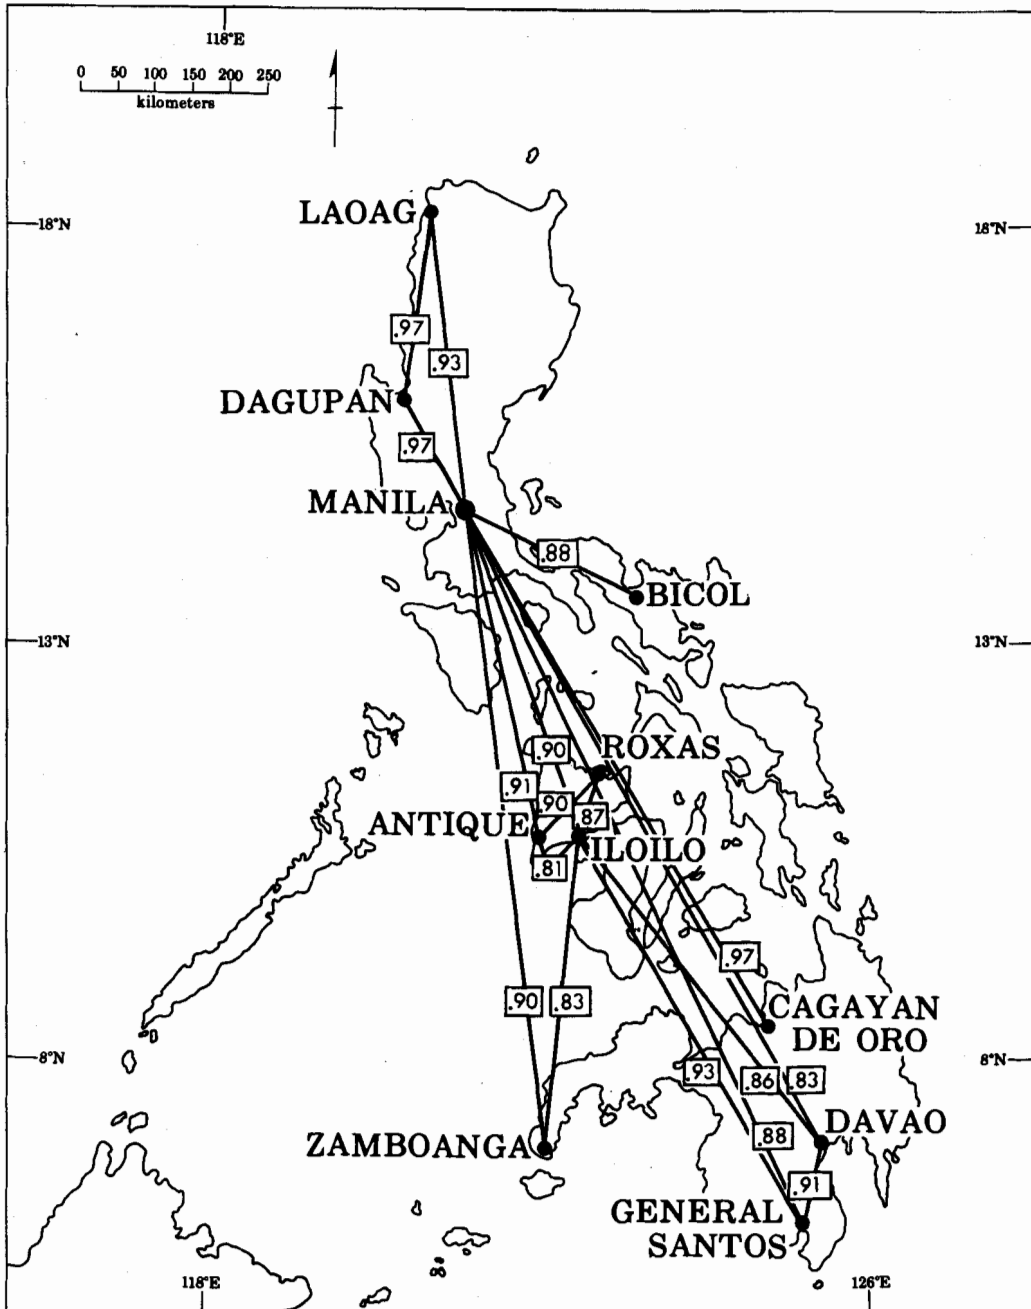 118°E
0 50 100 150 200 250
kilometers
LAOAG
18°N
18°N
.97
.93
DAGUPAN
.97
MANILA
.88
BICOL
13°N
13°N
ROXAS
.90
.91
.90
.87
ANTIQUE
ILOILO
.81
.97
.90
.83
CAGAYAN
DE ORO
8°N
8°N
.93
.86
.83
DAVAO
.88
ZAMBOANGA
.91
GENERAL
SANTOS
118°E
126°E